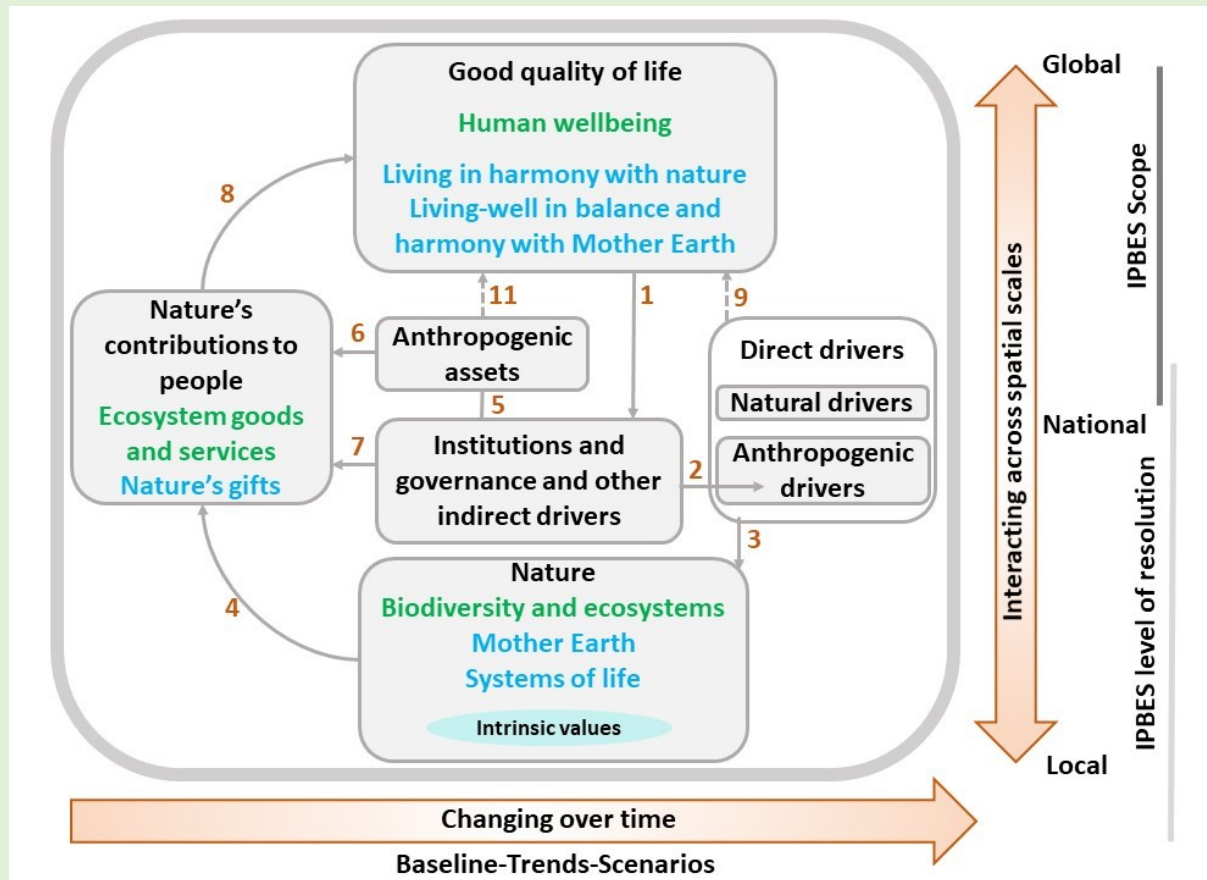 Good quality of life
Human wellbeing
Living in harmony with nature
Living-well in balance and
harmony with Mother Earth
8
11
1
9
Nature's
contributions to
people
Ecosystem goods
and services
Nature's gifts
6
Anthropogenic
assets
5
7
Institutions and
governance and other
indirect drivers
2
Direct drivers
Natural drivers
Anthropogenic
drivers
3
4
Nature
Biodiversity and ecosystems
Mother Earth
Systems of life
Intrinsic values
Global
National
Local
Interacting across spatial scales
IPBES Scope
IPBES level of resolution
Changing over time
Baseline-Trends-Scenarios